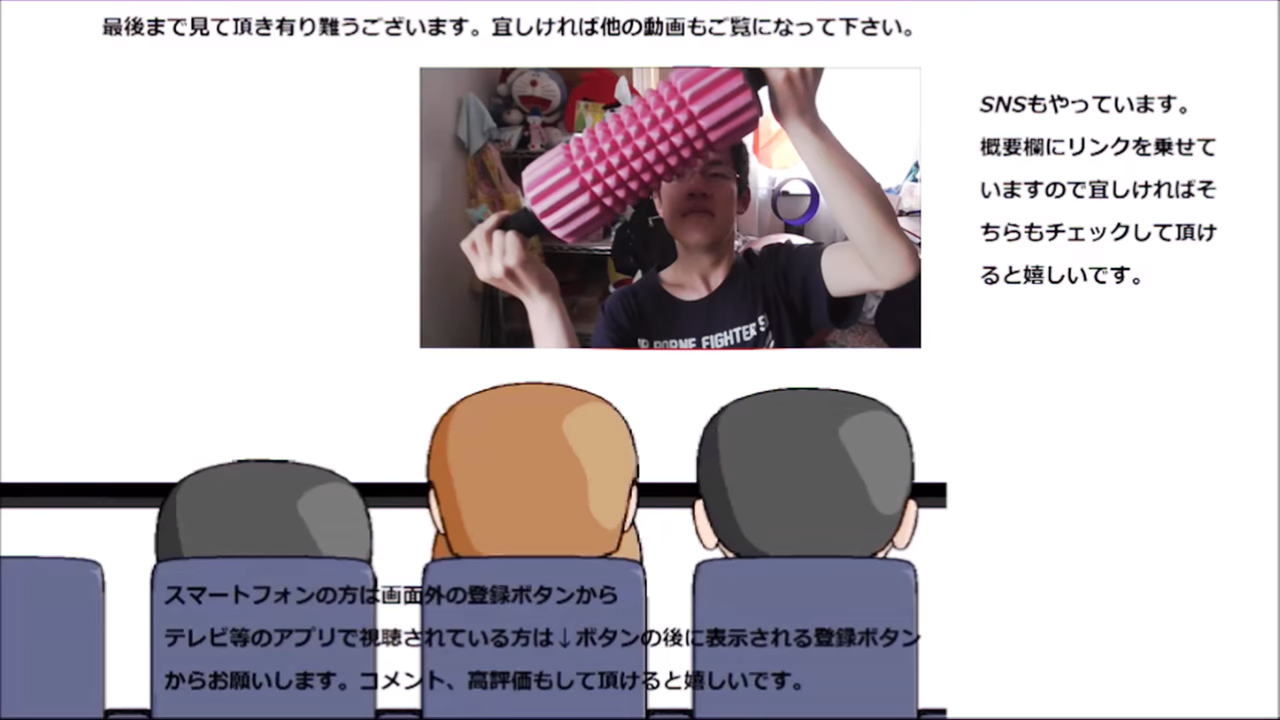 最後まで見て頂き有り難うございます。宜しければ他の動画もご覧になって下さい。
SNSもやっています。
概要欄にリンクを乗せて
いますので宜しければそ
ちらもチェックして頂け
ると嬉しいです。
FIGHTER
スマートフォンの方は画面外の登録ボタンから
テレビ等のアプリで視聴されている方は↓ボタンの後に表示される登録ボタン
からお願いします。コメント、高評価もして頂けると嬉しいです。